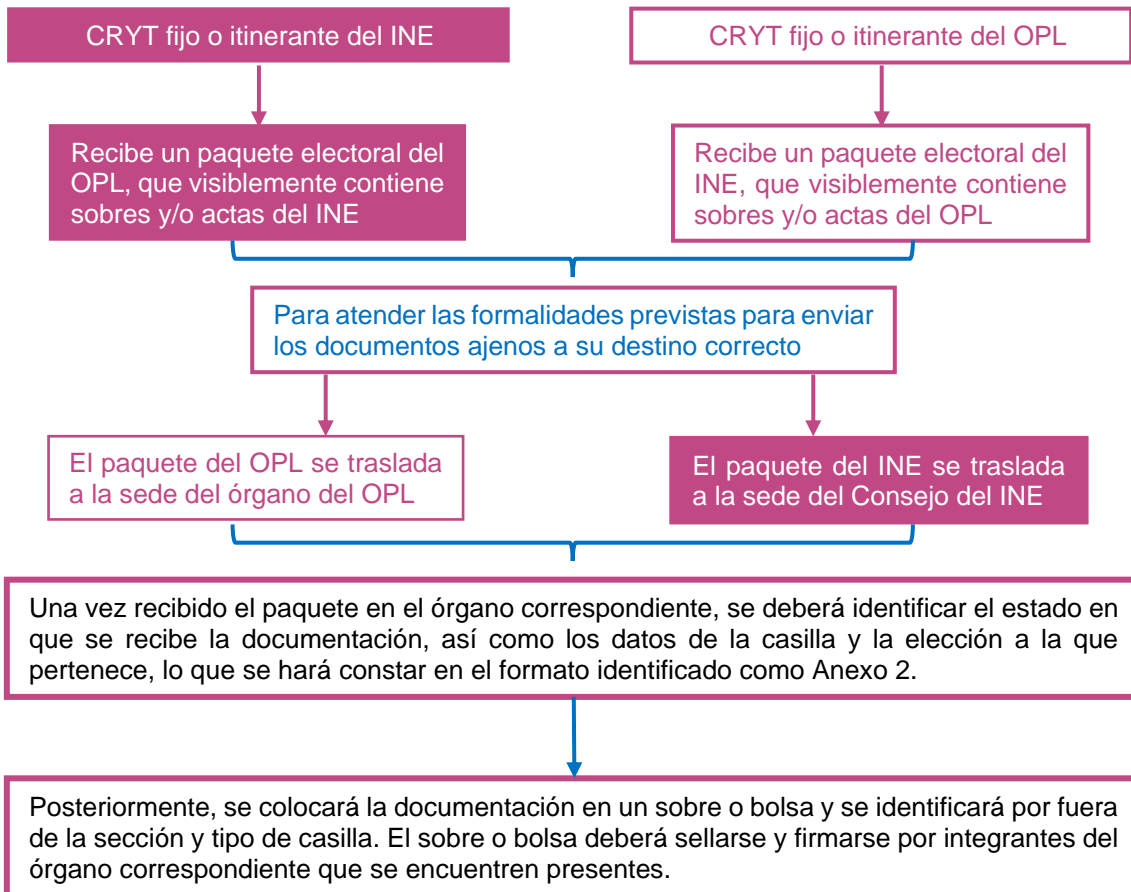 CRYT fijo o itinerante del INE
CRYT fijo o itinerante del OPL
Recibe un paquete electoral del
OPL, que visiblemente contiene
sobres y/o actas del INE
Recibe un paquete electoral del
INE, que visiblemente contiene
sobres y/o actas del OPL
Para atender las formalidades previstas para enviar
los documentos ajenos a su destino correcto
El paquete del OPL se traslada
a la sede del órgano del OPL
El paquete del INE se traslada
a la sede del Consejo del INE
Una vez recibido el paquete en el órgano correspondiente, se deberá identificar el estado en
que se recibe la documentación, así como los datos de la casilla y la elección a la que
pertenece, lo que se hará constar en el formato identificado como Anexo 2.
Posteriormente, se colocará la documentación en un sobre o bolsa y se identificará por fuera
de la sección y tipo de casilla. El sobre o bolsa deberá sellarse y firmarse por integrantes del
órgano correspondiente que se encuentren presentes.